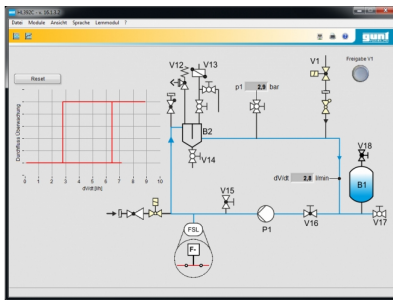 Datei Module Ansicht Sprache Lernmodul ?
gunt
Reset
Freigabe V1
V12
V13
V1
p1 2,9 bar
B2
V14
V18
Durchfluss Überwachung
0 1 2 3 4 5 6 7 8 9 10
dV/dt [l/h]
dV/dt 2,8 l/min
B1
V15
P1
V16
V17
FSL
F-